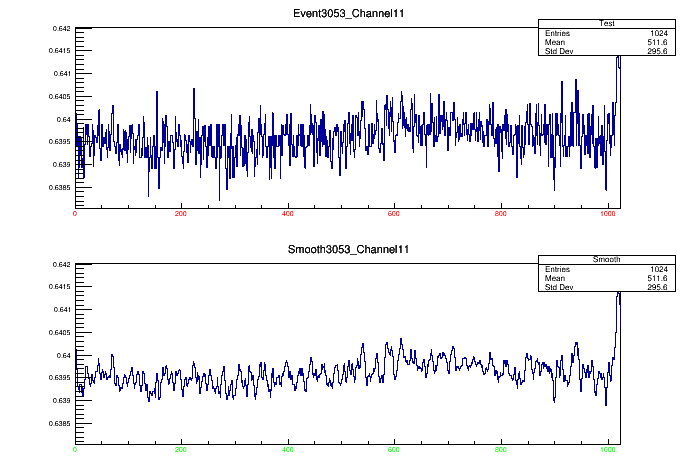 Event3053_Channel11
Test
Entries 1024
Mean 511.6
Std Dev 295.6
0.642
0.6415
0.641
0.6405
0.64
0.6395
0.639
0.6385
0 200 400 600 800 1000
Smooth3053_Channel11
Smooth
Entries 1024
Mean 511.6
Std Dev 295.6
0.642
0.6415
0.641
0.6405
0.64
0.6395
0.639
0.6385
0 200 400 600 800 1000